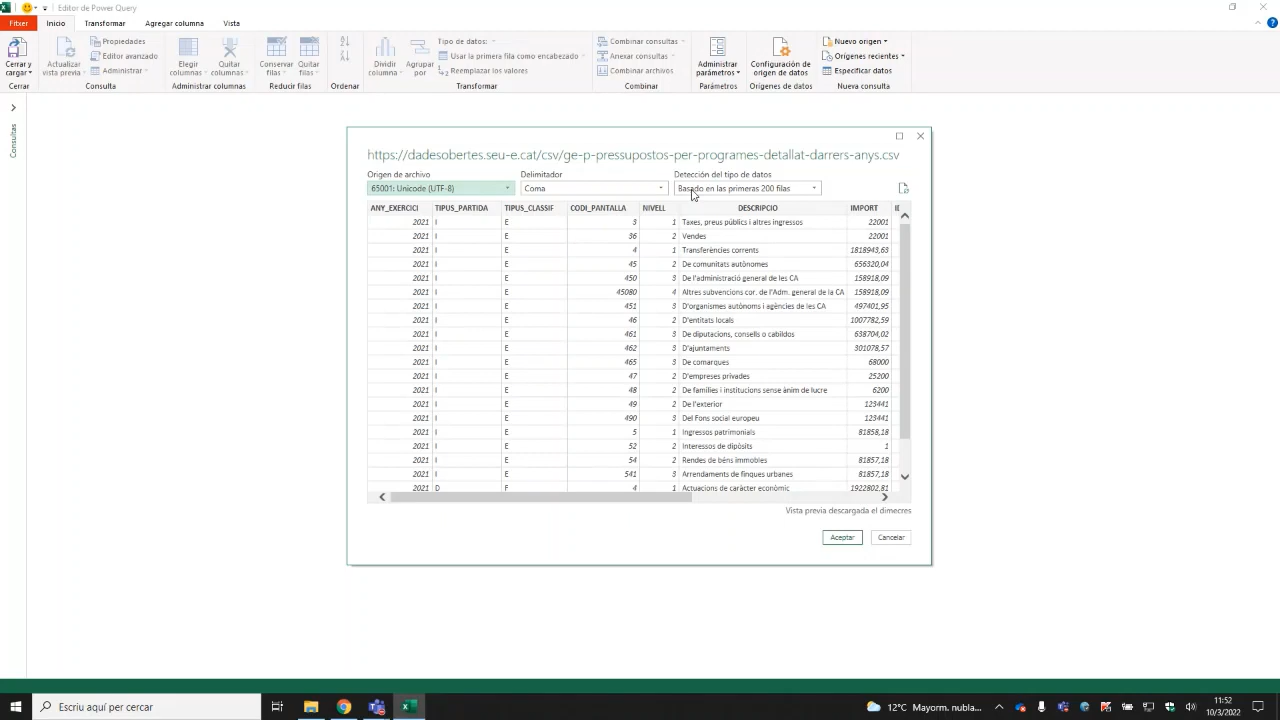 Editor de Power Query
Fitxer Inicio Transformar Agregar columna Vista
Cerrar y cargar
Cerrar
Actualizar vista previa
Propiedades
Editor avanzado
Administrar
Consulta
Elegir columnas
Quitar columnas
Administrar columnas
Conservar filas
Quitar filas
Reducir filas
Ordenar
Dividir columna
Agrupar por
Tipo de datos:
Usar la primera fila como encabezado
Reemplazar los valores
Transformar
Combinar consultas
Anexar consultas
Combinar archivos
Combinar
Administrar parámetros
Parámetros
Configuración de origen de datos
Orígenes de datos
Nuevo origen
Orígenes recientes
Especificar datos
Nueva consulta
Consultas
https://dadesobertes.seu-e.cat/csv/ge-p-pressupostos-per-programes-detallat-darrers-anys.csv
Origen de archivo Delimitador Detección del tipo de datos
65001: Unicode (UTF-8) Coma Basado en las primeras 200 filas
ANY_EXERCICI TIPUS_PARTIDA TIPUS_CLASSIF CODI_PANTALLA NIVELL DESCRIPCIO IMPORT
2021 I E 3 1 Taxes, preus públics i altres ingressos 22001
2021 I E 36 2 Vendes 22001
2021 I E 4 1 Transferències corrents 1818943,63
2021 I E 45 2 De comunitats autònomes 656320,04
2021 I E 450 3 De l'administració general de les CA 158918,09
2021 I E 45080 4 Altres subvencions cor. de l'Adm. general de la CA 158918,09
2021 I E 451 3 D'organismes autònoms i agències de les CA 497401,95
2021 I E 46 2 D'entitats locals 1007782,59
2021 I E 461 3 De diputacions, consells o cabildos 638704,02
2021 I E 462 3 D'ajuntaments 301078,57
2021 I E 465 3 De comarques 68000
2021 I E 47 2 D'empreses privades 25200
2021 I E 48 2 De famílies i institucions sense ànim de lucre 6200
2021 I E 49 2 De l'exterior 123441
2021 I E 490 3 Del Fons social europeu 123441
2021 I E 5 1 Ingressos patrimonials 81858,18
2021 I E 52 2 Interessos de dipòsits 1
2021 I E 54 2 Rendes de béns immobles 81857,18
2021 I E 541 3 Arrendaments de finques urbanes 81857,18
2021 D F 4 1 Actuacions de caràcter econòmic 1922802,81
Vista previa descargada el dimecres
Aceptar Cancelar
Escriu aquí per cercar
12°C Mayorm. nubla...
11:52
10/3/2022